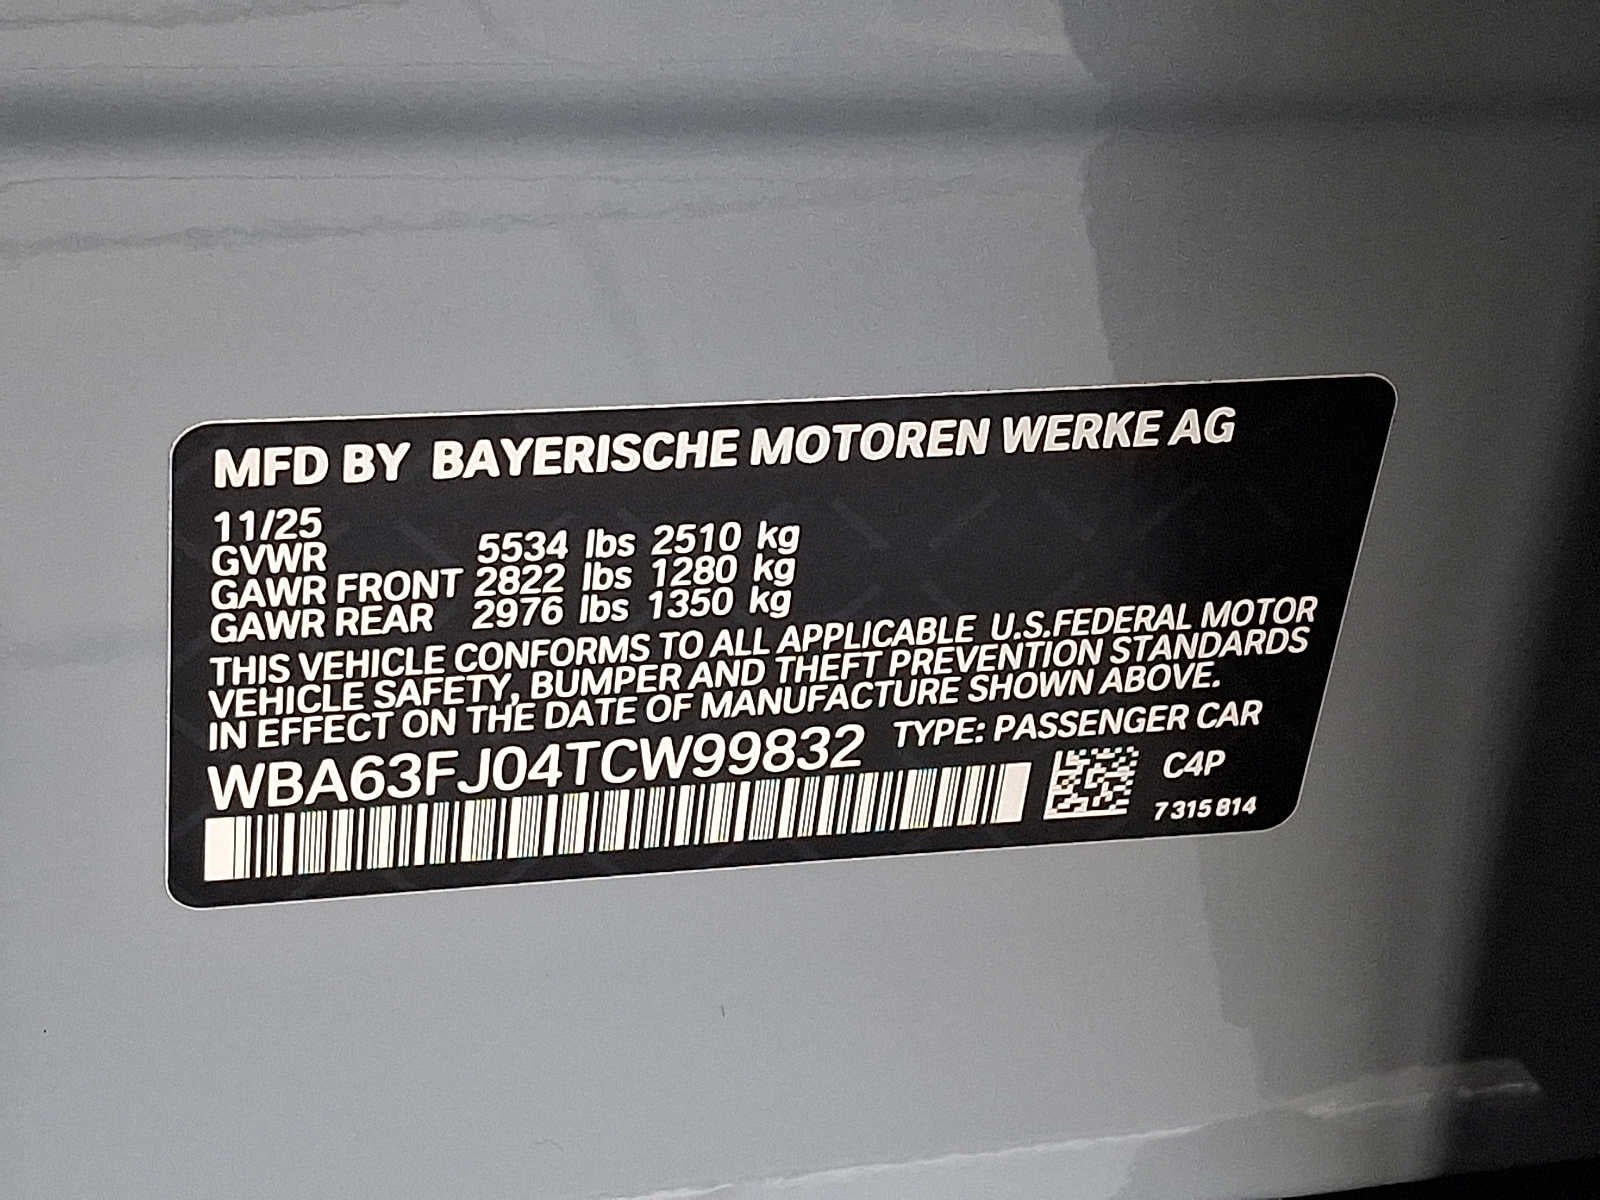 MFD BY BAYERISCHE MOTOREN WERKE AG
11/25
GVWR 5534 lbs 2510 kg
GAWR FRONT 2822 lbs 1280 kg
GAWR REAR 2976 lbs 1350 kg
THIS VEHICLE CONFORMS TO ALL APPLICABLE U.S.FEDERAL MOTOR
VEHICLE SAFETY, BUMPER AND THEFT PREVENTION STANDARDS
IN EFFECT ON THE DATE OF MANUFACTURE SHOWN ABOVE.
WBA63FJ04TCW99832 TYPE: PASSENGER CAR
C4P
7 315 814